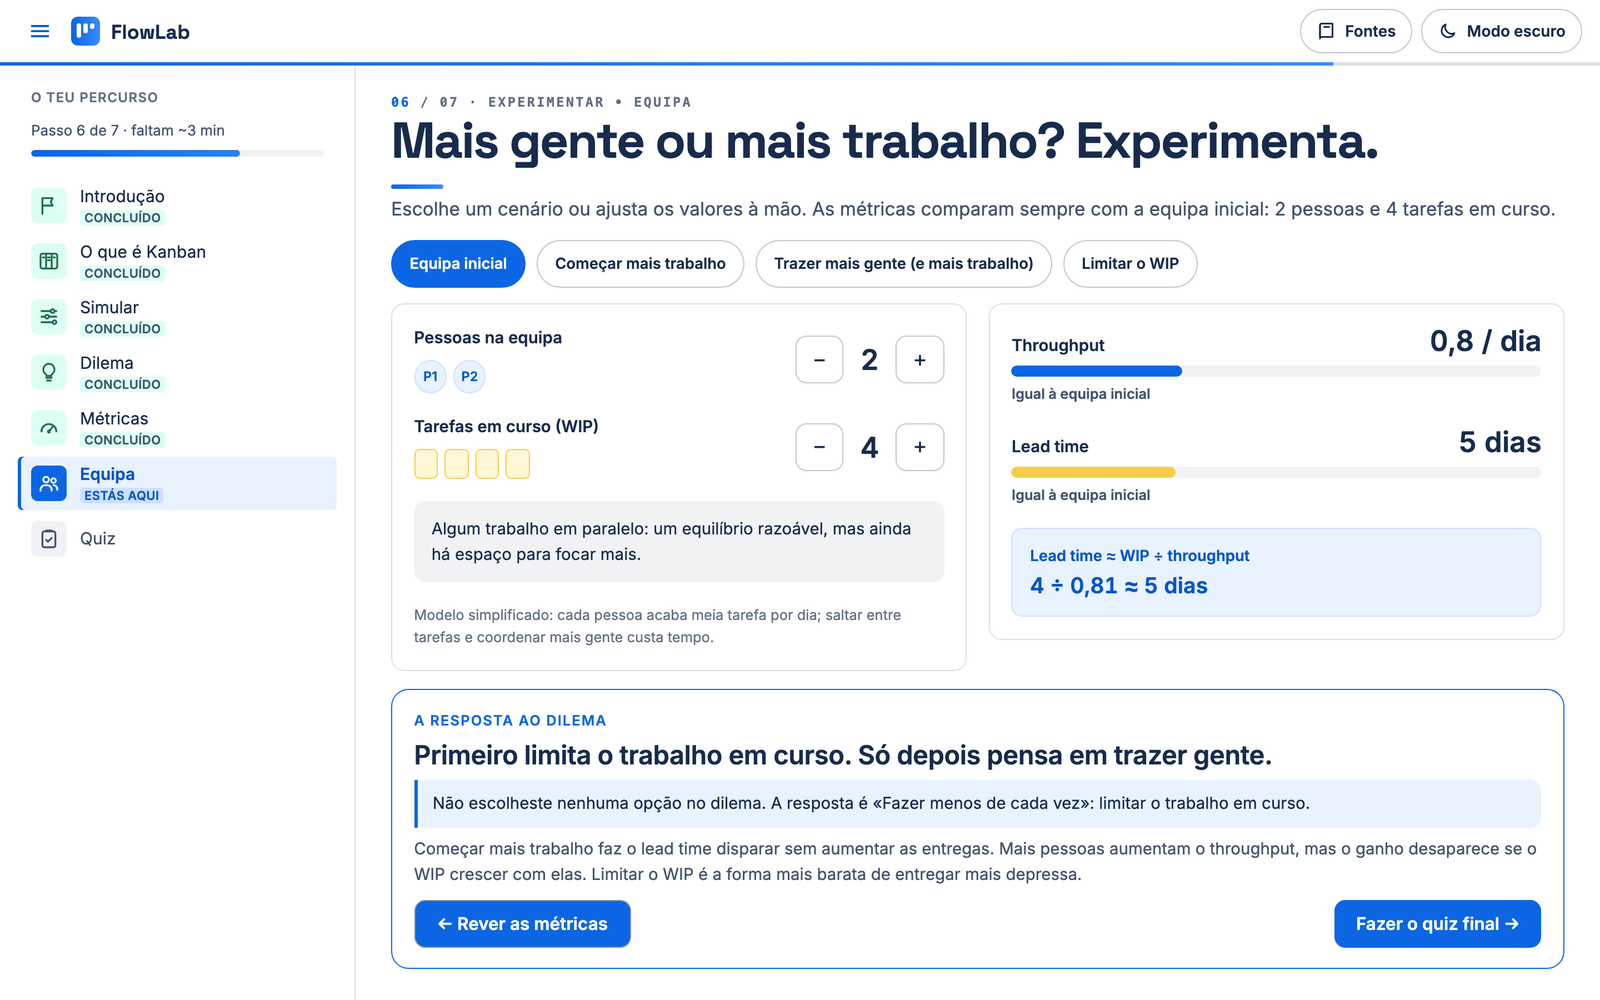 FlowLab
Fontes
Modo escuro
O TEU PERCURSO
Passo 6 de 7 · faltam ~3 min
Introdução
CONCLUÍDO
O que é Kanban
CONCLUÍDO
Simular
CONCLUÍDO
Dilema
CONCLUÍDO
Métricas
CONCLUÍDO
Equipa
ESTÁS AQUI
Quiz
06 / 07 · EXPERIMENTAR • EQUIPA
Mais gente ou mais trabalho? Experimenta.
Escolhe um cenário ou ajusta os valores à mão. As métricas comparam sempre com a equipa inicial: 2 pessoas e 4 tarefas em curso.
Equipa inicial
Começar mais trabalho
Trazer mais gente (e mais trabalho)
Limitar o WIP
Pessoas na equipa
P1 P2
− 2 +
Tarefas em curso (WIP)
− 4 +
Algum trabalho em paralelo: um equilíbrio razoável, mas ainda
há espaço para focar mais.
Modelo simplificado: cada pessoa acaba meia tarefa por dia; saltar entre
tarefas e coordenar mais gente custa tempo.
Throughput 0,8 / dia
Igual à equipa inicial
Lead time 5 dias
Igual à equipa inicial
Lead time ≈ WIP ÷ throughput
4 ÷ 0,81 ≈ 5 dias
A RESPOSTA AO DILEMA
Primeiro limita o trabalho em curso. Só depois pensa em trazer gente.
Não escolheste nenhuma opção no dilema. A resposta é «Fazer menos de cada vez»: limitar o trabalho em curso.
Começar mais trabalho faz o lead time disparar sem aumentar as entregas. Mais pessoas aumentam o throughput, mas o ganho desaparece se o
WIP crescer com elas. Limitar o WIP é a forma mais barata de entregar mais depressa.
← Rever as métricas
Fazer o quiz final →